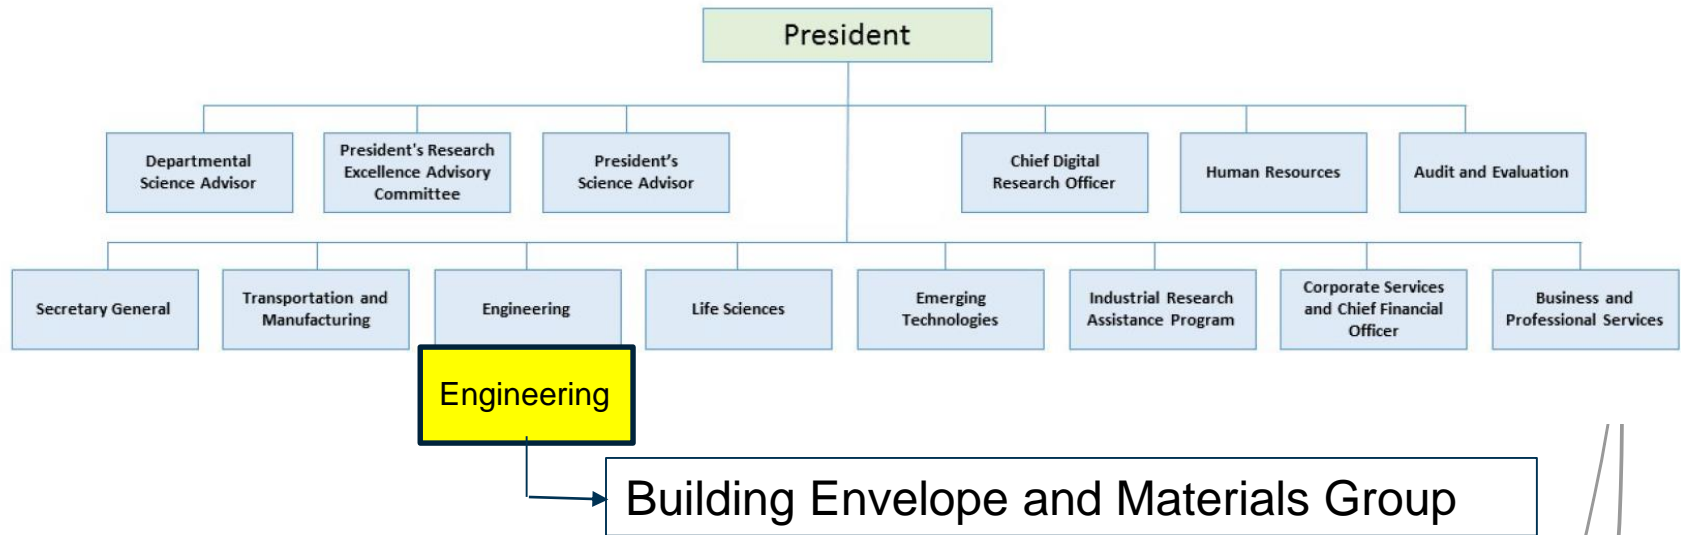 President
Departmental
Science Advisor
President's Research
Excellence Advisory
Committee
President’s
Science Advisor
Chief Digital
Research Officer
Human Resources
Audit and Evaluation
Secretary General
Transportation and
Manufacturing
Engineering
Life Sciences
Emerging
Technologies
Industrial Research
Assistance Program
Corporate Services
and Chief Financial
Officer
Business and
Professional Services
Engineering
Building Envelope and Materials Group